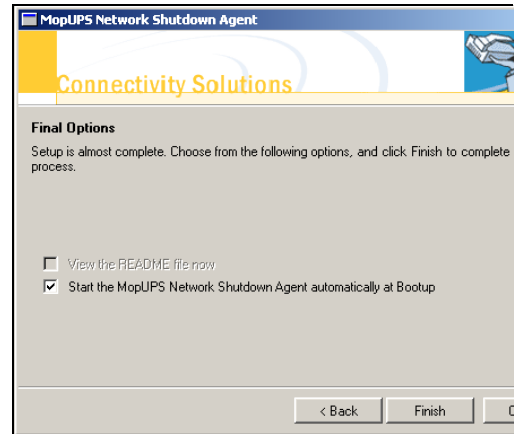 MopUPS Network Shutdown Agent
Connectivity Solutions
Final Options
Setup is almost complete. Choose from the following options, and click Finish to complete
process.
View the README file now
Start the MopUPS Network Shutdown Agent automatically at Bootup
< Back
Finish